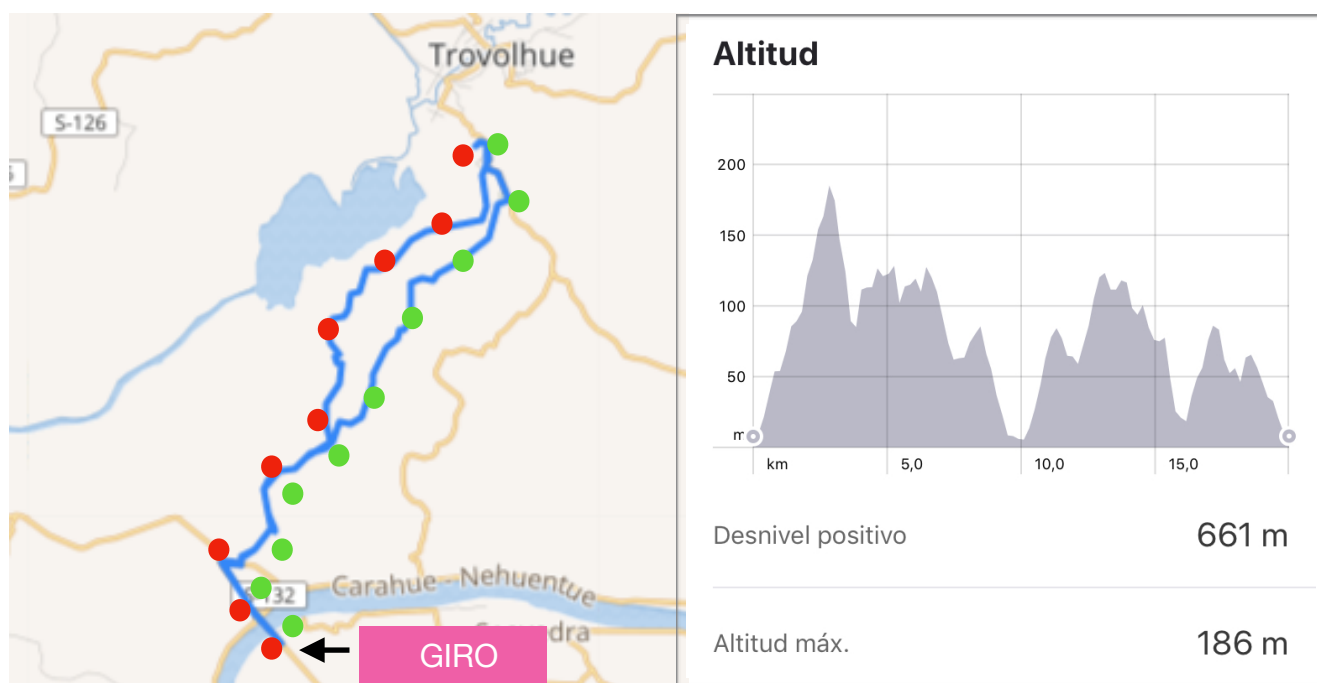 Trovolhue
S-126
Carahue - Nehuentue
GIRO
Altitud
200
150
100
50
m
km
5,0
10,0
15,0
Desnivel positivo
661 m
Altitud máx.
186 m